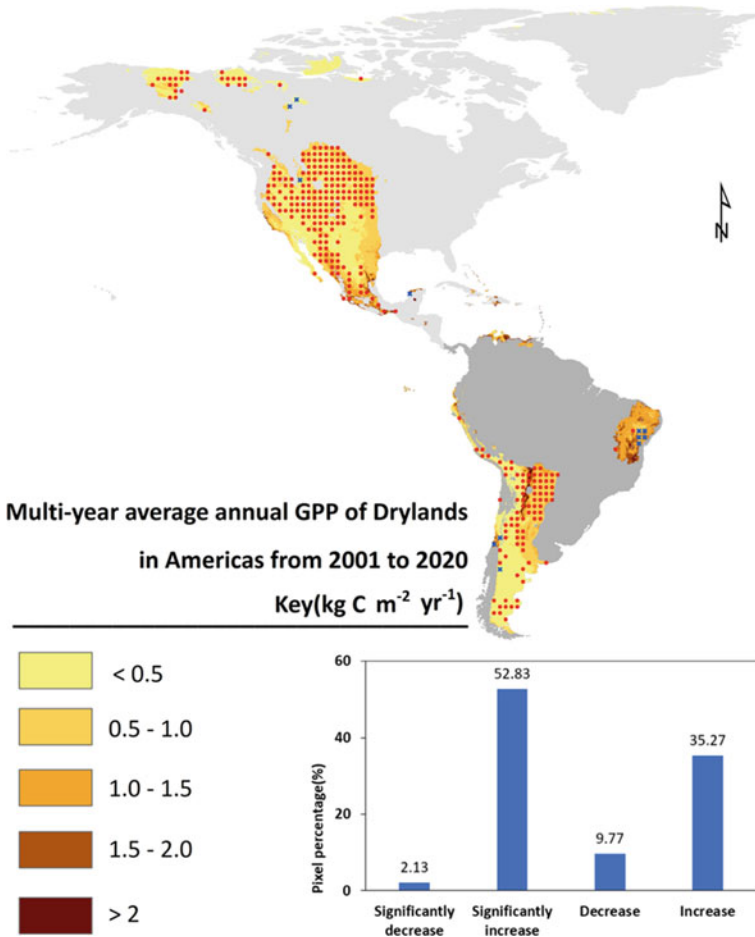 N
Multi-year average annual GPP of Drylands
in Americas from 2001 to 2020
Key(kg C m⁻² yr⁻¹)
< 0.5
0.5 - 1.0
1.0 - 1.5
1.5 - 2.0
> 2
Pixel percentage(%)
60
40
20
0
2.13
52.83
9.77
35.27
Significantly
decrease
Significantly
increase
Decrease
Increase